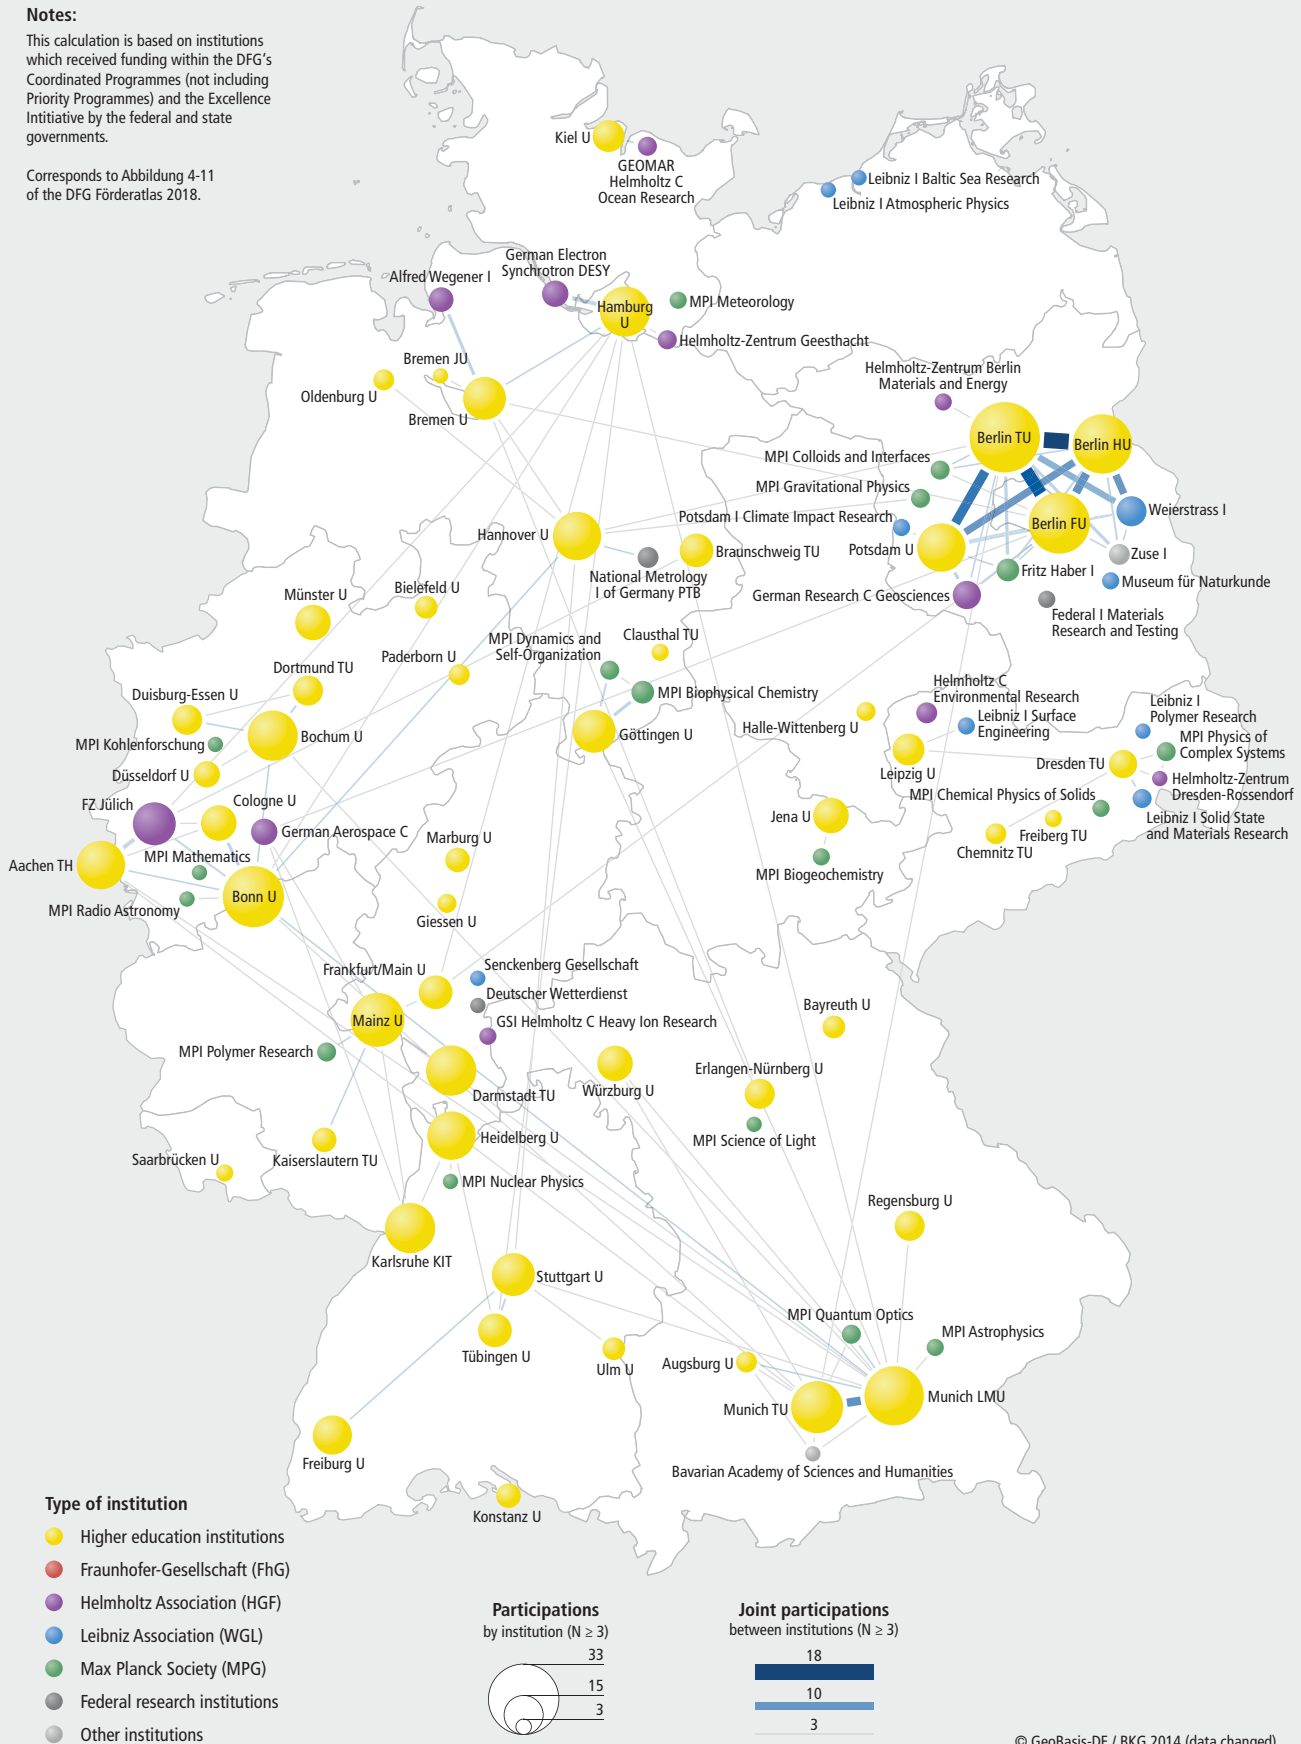 Notes:
This calculation is based on institutions
which received funding within the DFG's
Coordinated Programmes (not including
Priority Programmes) and the Excellence
Intitiative by the federal and state
governments.
Corresponds to Abbildung 4-11
of the DFG Förderatlas 2018.
Kiel U
GEOMAR
Helmholtz C
Ocean Research
Leibniz I Baltic Sea Research
Leibniz I Atmospheric Physics
German Electron
Synchrotron DESY
Alfred Wegener I
Hamburg
U
MPI Meteorology
Helmholtz-Zentrum Geesthacht
Bremen JU
Oldenburg U
Bremen U
Helmholtz-Zentrum Berlin
Materials and Energy
Berlin TU
Berlin HU
MPI Colloids and Interfaces
MPI Gravitational Physics
Potsdam I Climate Impact Research
Weierstrass I
Berlin FU
Hannover U
Braunschweig TU
Potsdam U
Zuse I
National Metrology
I of Germany PTB
Fritz Haber I
Museum für Naturkunde
German Research C Geosciences
Federal I Materials
Research and Testing
Münster U
Bielefeld U
MPI Dynamics and
Self-Organization
Clausthal TU
Paderborn U
Dortmund TU
Duisburg-Essen U
MPI Biophysical Chemistry
Helmholtz C
Environmental Research
Leibniz I Surface
Engineering
Leibniz I
Polymer Research
Halle-Wittenberg U
Bochum U
Göttingen U
MPI Kohlenforschung
MPI Physics of
Complex Systems
Dresden TU
Leipzig U
Düsseldorf U
Helmholtz-Zentrum
Dresden-Rossendorf
MPI Chemical Physics of Solids
FZ Jülich
Cologne U
German Aerospace C
Jena U
Leibniz I Solid State
and Materials Research
Freiberg TU
Chemnitz TU
Marburg U
MPI Mathematics
Aachen TH
MPI Biogeochemistry
Bonn U
MPI Radio Astronomy
Giessen U
Frankfurt/Main U
Senckenberg Gesellschaft
Deutscher Wetterdienst
Bayreuth U
Mainz U
GSI Helmholtz C Heavy Ion Research
MPI Polymer Research
Erlangen-Nürnberg U
Würzburg U
Darmstadt TU
Heidelberg U
MPI Science of Light
Saarbrücken U
Kaiserslautern TU
MPI Nuclear Physics
Regensburg U
Karlsruhe KIT
Stuttgart U
MPI Quantum Optics
MPI Astrophysics
Tübingen U
Ulm U
Augsburg U
Munich LMU
Munich TU
Freiburg U
Bavarian Academy of Sciences and Humanities
Konstanz U
Type of institution
Higher education institutions
Fraunhofer-Gesellschaft (FhG)
Helmholtz Association (HGF)
Leibniz Association (WGL)
Max Planck Society (MPG)
Federal research institutions
Other institutions
Participations
by institution (N ≥ 3)
33
15
3
Joint participations
between institutions (N ≥ 3)
18
10
3
© GeoBasis-DE / BKG 2014 (data changed)